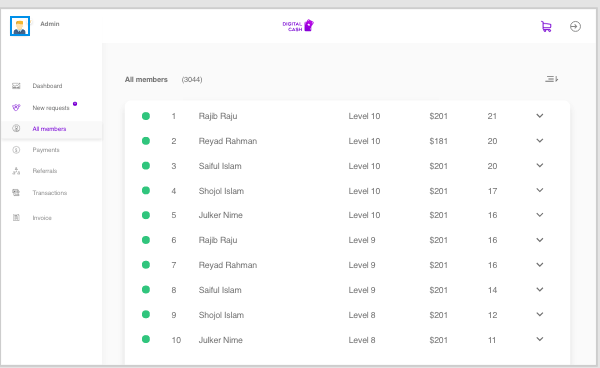 Admin
DIGITAL
CASH
Dashboard
New requests
All members
Payments
Referrals
Transactions
Invoice
All members (3044)
1 Rajib Raju Level 10 $201 21
2 Reyad Rahman Level 10 $181 20
3 Saiful Islam Level 10 $201 20
4 Shojol Islam Level 10 $201 17
5 Julker Nime Level 10 $201 16
6 Rajib Raju Level 9 $201 16
7 Reyad Rahman Level 9 $201 16
8 Saiful Islam Level 9 $201 14
9 Shojol Islam Level 8 $201 12
10 Julker Nime Level 8 $201 11